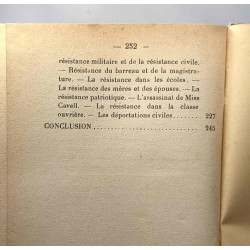 — 252 —
résistance militaire et de la résistance civile.
— Résistance du barreau et de la magistra-
ture. — La résistance dans les écoles. — La
résistance des mères et des épouses. — La
résistance patriotique. — L'assassinat de Miss
Cavell. — La résistance dans la classe
ouvrière. — Les déportations civiles . . . . . 227
CONCLUSION . . . . . . . . . . . . . . . . 245